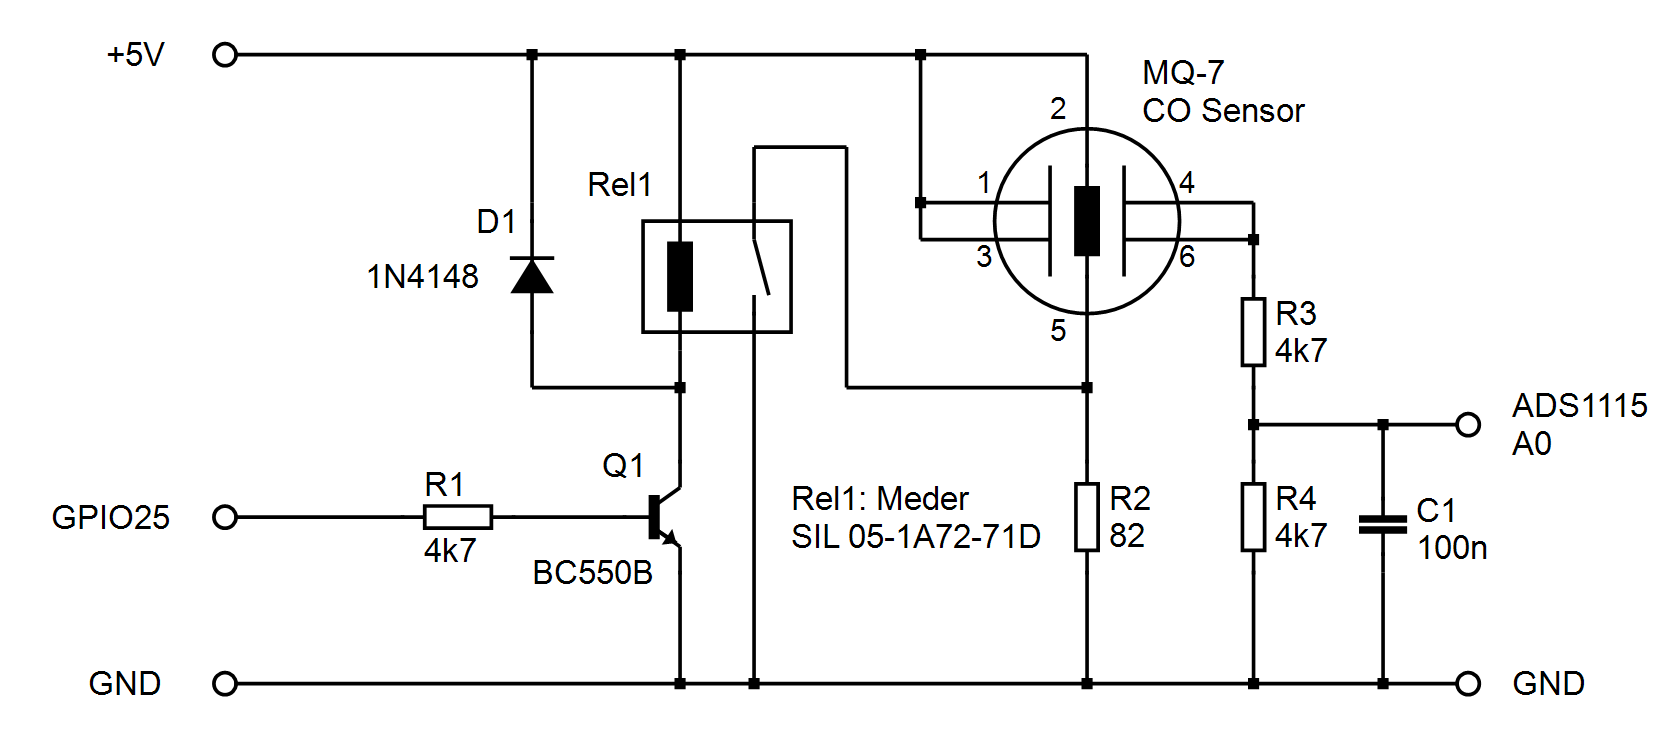 +5V
MQ-7
CO Sensor
2
Rel1
1
4
D1
3
6
1N4148
R3
5
4k7
ADS1115
A0
Q1
R1
Rel1: Meder
R2
R4
C1
GPIO25
SIL 05-1A72-71D
82
4k7
100n
4k7
BC550B
GND
GND